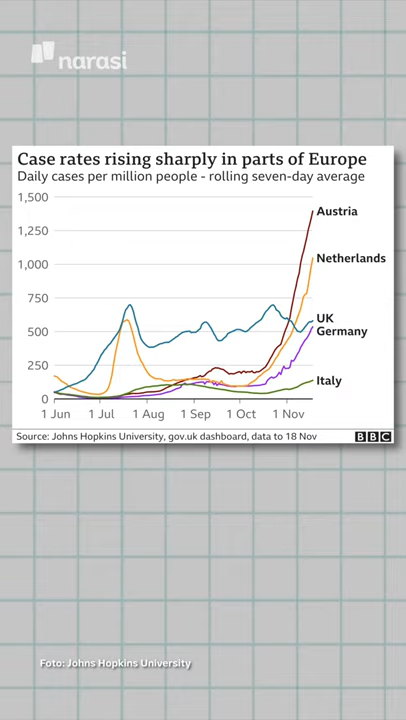 narasi
Case rates rising sharply in parts of Europe
Daily cases per million people - rolling seven-day average
1,500
Austria
1,250
Netherlands
1,000
750
UK
500
Germany
250
Italy
0
1 Jun 1 Jul 1 Aug 1 Sep 1 Oct 1 Nov
Source: Johns Hopkins University, gov.uk dashboard, data to 18 Nov BBC
Foto: Johns Hopkins University